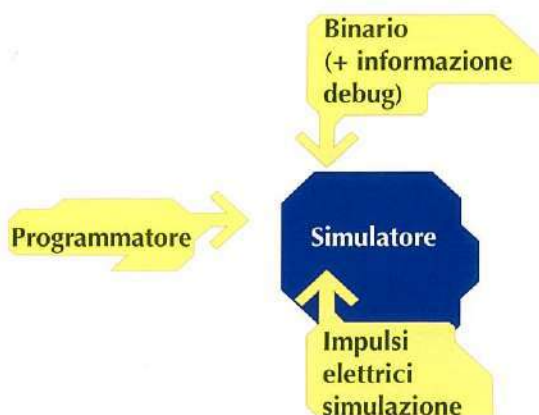 Binario
(+ informazione
debug)
Programmatore
Simulatore
Impulsi
elettrici
simulazione